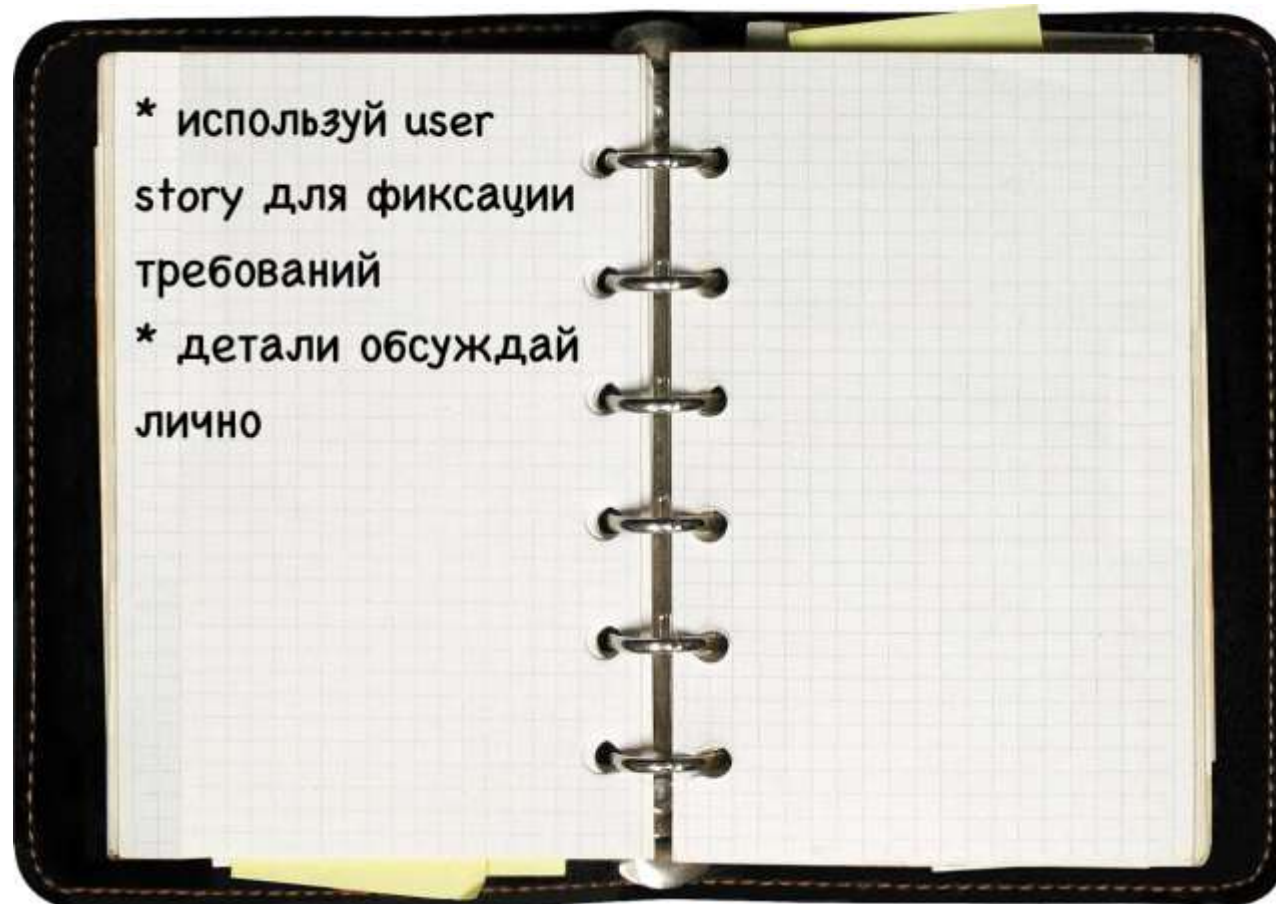 * используй user
story для фиксации
требований
* детали обсуждай
лично